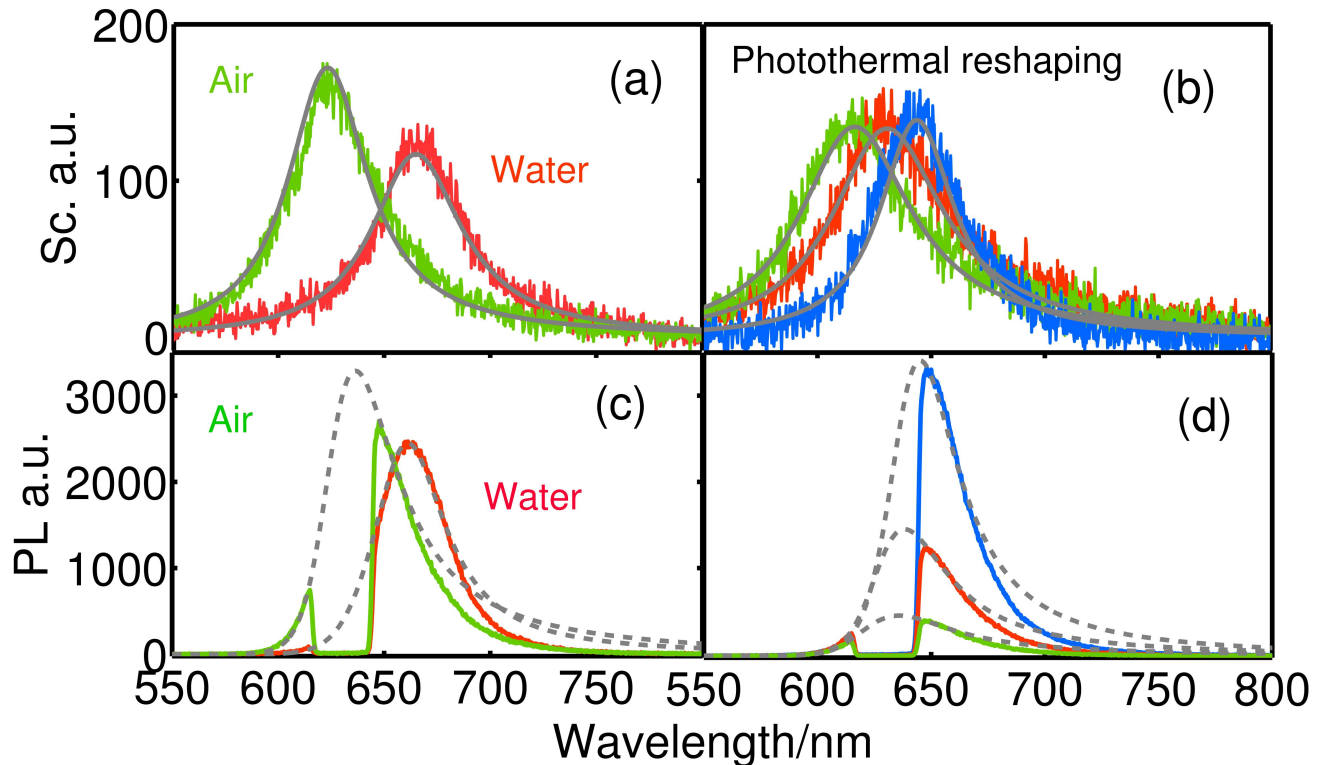 200
100
0
Sc. a.u.
Air
(a)
Water
Photothermal reshaping
(b)
3000
2000
1000
0
PL a.u.
Air
(c)
Water
(d)
550 600 650 700 750 550 600 650 700 750 800
Wavelength/nm